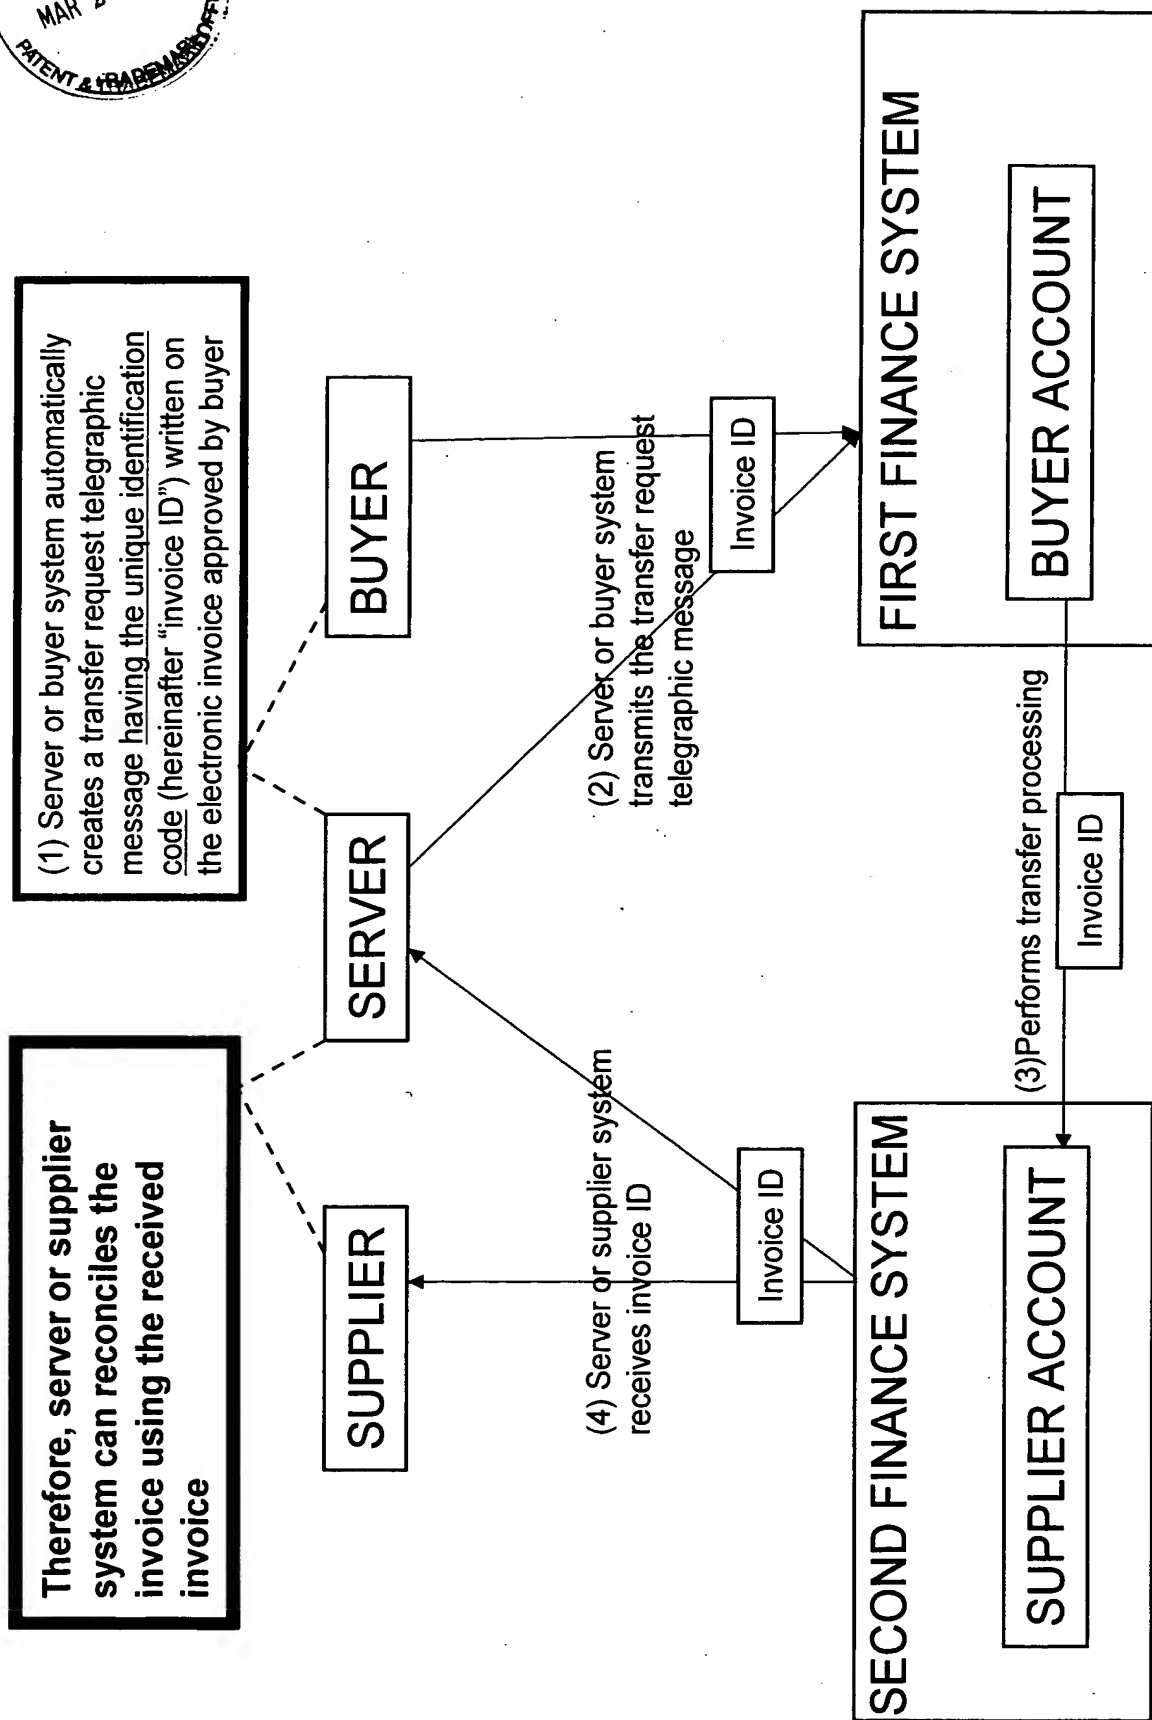 MAR 2
PATENT & TRADEMARK OFF
Therefore, server or supplier
system can reconciles the
invoice using the received
invoice
(1) Server or buyer system automatically
creates a transfer request telegraphic
message having the unique identification
code (hereinafter “invoice ID”) written on
the electronic invoice approved by buyer
SUPPLIER
SERVER
BUYER
(4) Server or supplier system
receives invoice ID
(2) Server or buyer system
transmits the transfer request
telegraphic message
Invoice ID
Invoice ID
SECOND FINANCE SYSTEM
SUPPLIER ACCOUNT
(3)Performs transfer processing
Invoice ID
FIRST FINANCE SYSTEM
BUYER ACCOUNT